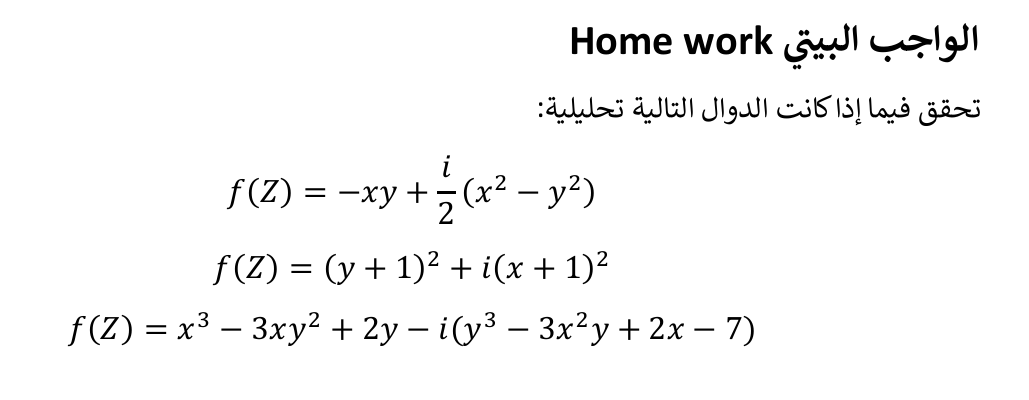 الواجب البيتي Home work
تحقق فيما إذا كانت الدوال التالية تحليلية:
f(Z) = −xy + i/2 (x² − y²)
f(Z) = (y + 1)² + i(x + 1)²
f(Z) = x³ − 3xy² + 2y − i(y³ − 3x²y + 2x − 7)